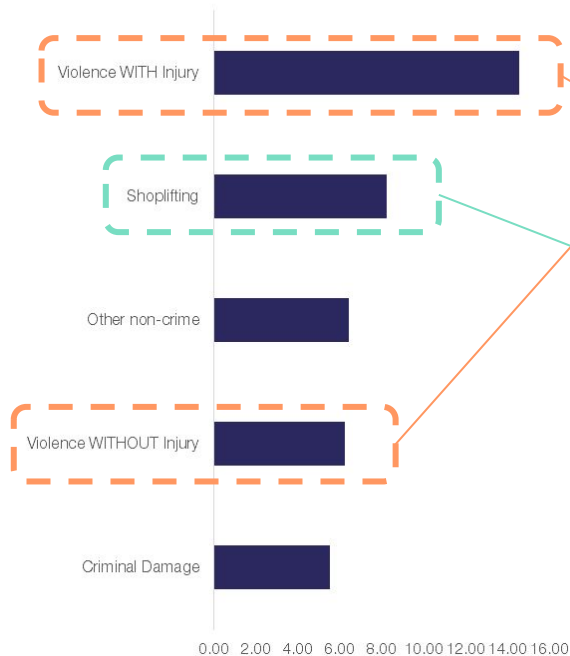 Violence WITH Injury
Shoplifting
Other non-crime
Violence WITHOUT Injury
Criminal Damage
0.00 2.00 4.00 6.00 8.00 10.00 12.00 14.00 16.00